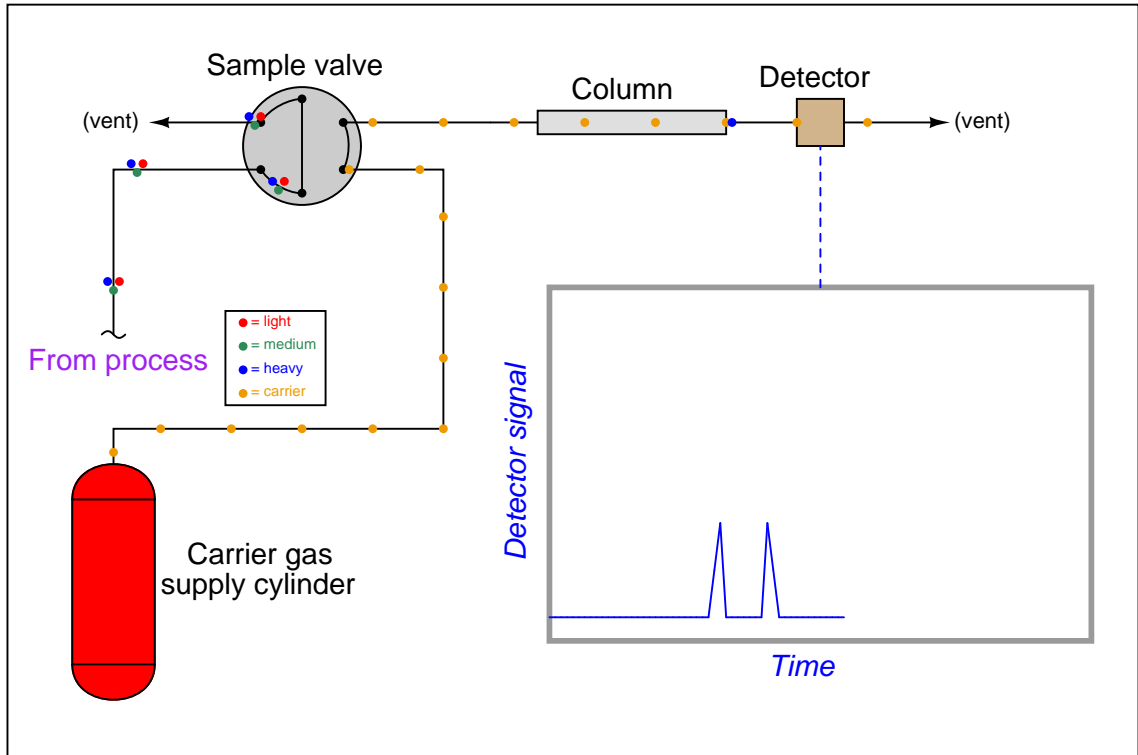 Sample valve
Column
Detector
(vent)
(vent)
= light
= medium
= heavy
= carrier
From process
Detector signal
Carrier gas
supply cylinder
Time